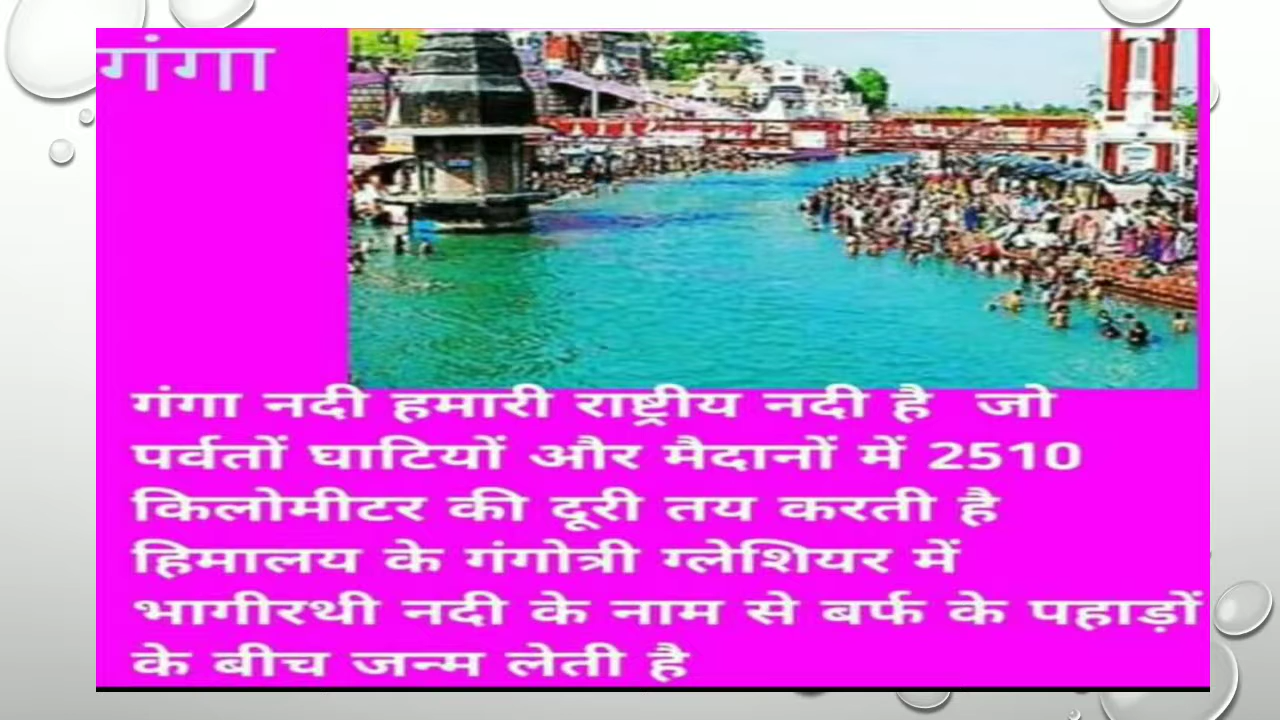 गंगा
गंगा नदी हमारी राष्ट्रीय नदी है जो
पर्वतों घाटियों और मैदानों में 2510
किलोमीटर की दूरी तय करती है
हिमालय के गंगोत्री ग्लेशियर में
भागीरथी नदी के नाम से बर्फ के पहाड़ों
के बीच जन्म लेती है